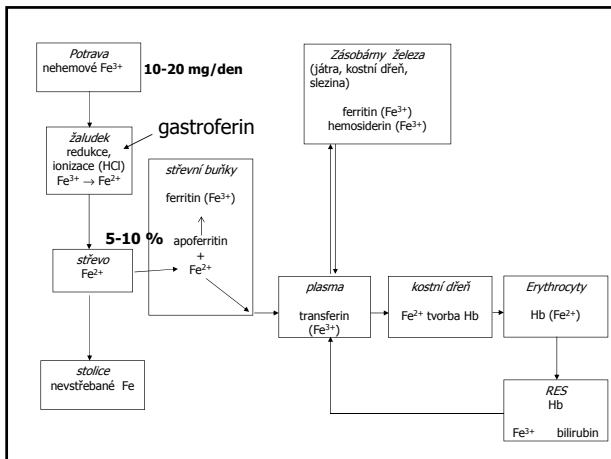 Potrava
nehemové Fe³⁺
10-20 mg/den
žaludek
redukce,
ionizace (HCl)
Fe³⁺ → Fe²⁺
gastroferin
5-10 %
střevo
Fe²⁺
stolice
nevstřebané Fe
střevní buňky
ferritin (Fe³⁺)
apoferritin
+
Fe²⁺
Zásobárny železa
(játra, kostní dřeň,
slezina)
ferritin (Fe³⁺)
hemosiderin (Fe³⁺)
plasma
transferin
(Fe³⁺)
kostní dřeň
Fe²⁺ tvorba Hb
Erythrocyty
Hb (Fe²⁺)
RES
Hb
Fe³⁺ bilirubin